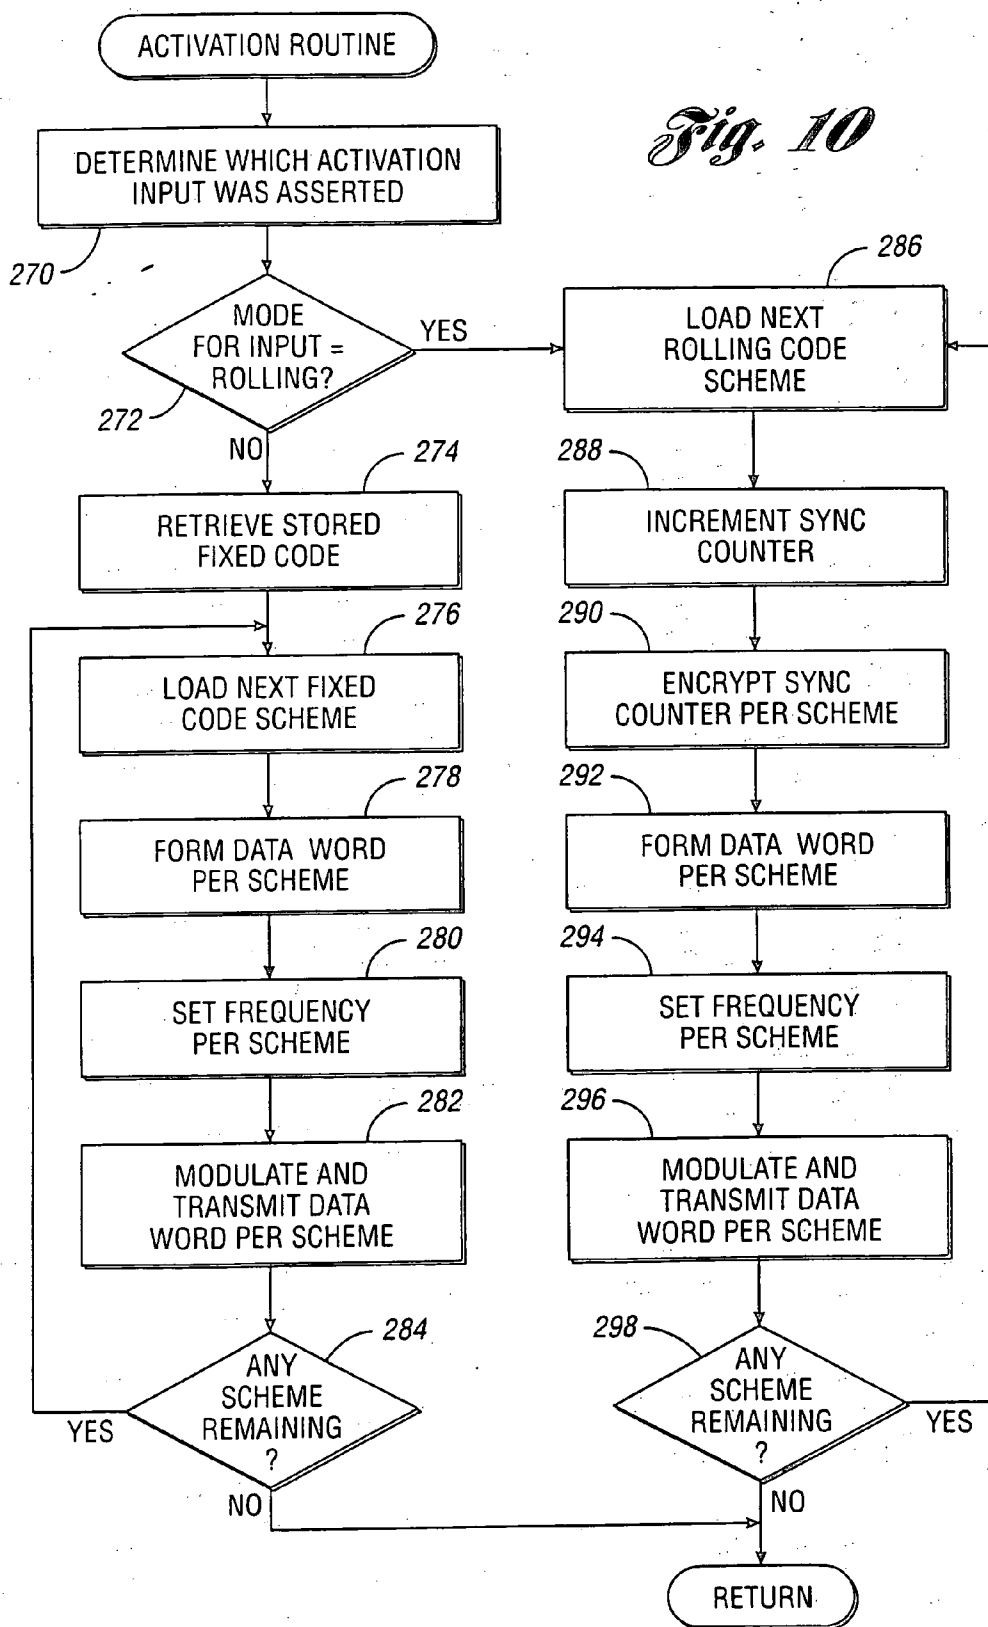 ACTIVATION ROUTINE
Fig. 10
DETERMINE WHICH ACTIVATION
INPUT WAS ASSERTED
270
MODE
FOR INPUT =
ROLLING?
272
YES
NO
274
RETRIEVE STORED
FIXED CODE
276
LOAD NEXT FIXED
CODE SCHEME
278
FORM DATA WORD
PER SCHEME
280
SET FREQUENCY
PER SCHEME
282
MODULATE AND
TRANSMIT DATA
WORD PER SCHEME
284
ANY
SCHEME
REMAINING
?
YES
NO
286
LOAD NEXT
ROLLING CODE
SCHEME
288
INCREMENT SYNC
COUNTER
290
ENCRYPT SYNC
COUNTER PER SCHEME
292
FORM DATA WORD
PER SCHEME
294
SET FREQUENCY
PER SCHEME
296
MODULATE AND
TRANSMIT DATA
WORD PER SCHEME
298
ANY
SCHEME
REMAINING
?
YES
NO
RETURN